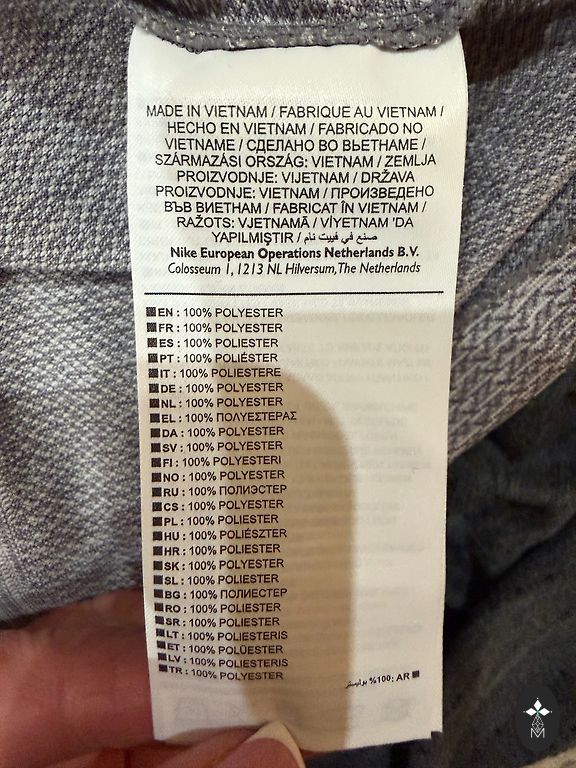 MADE IN VIETNAM / FABRIQUE AU VIETNAM /
HECHO EN VIETNAM / FABRICADO NO
VIETNAME / СДЕЛАНО ВО ВЬЕТНАМЕ /
SZÁRMAZÁSI ORSZÁG: VIETNAM / ZEMLJA
PROIZVODNJE: VIJETNAM / DRŽAVA
PROIZVODNJE: VIETNAM / ПРОИЗВЕДЕНО
ВЪВ ВИЕТНАМ / FABRICAT ÎN VIETNAM /
RAŽOTS: VJETNAMĀ / VİYETNAM 'DA
YAPILMIŞTIR / صنع في فييت نام
Nike European Operations Netherlands B.V.
Colosseum 1, 1213 NL Hilversum, The Netherlands
EN : 100% POLYESTER
FR : 100% POLYESTER
ES : 100% POLIÉSTER
PT : 100% POLIÉSTER
IT : 100% POLIESTERE
DE : 100% POLYESTER
NL : 100% POLYESTER
EL : 100% ΠΟΛΥΕΣΤΕΡΑΣ
DA : 100% POLYESTER
SV : 100% POLYESTER
FI : 100% POLYESTERI
NO : 100% POLYESTER
RU : 100% ПОЛИЭСТЕР
CS : 100% POLYESTER
PL : 100% POLIESTER
HU : 100% POLIÉSZTER
HR : 100% POLIESTER
SK : 100% POLYESTER
SL : 100% POLIESTER
BG : 100% ПОЛИЕСТЕР
RO : 100% POLIESTER
SR : 100% POLIESTER
LT : 100% POLIESTERIS
ET : 100% POLÜESTER
LV : 100% POLIESTERIS
TR : 100% POLYESTER
AR :100% بوليستر